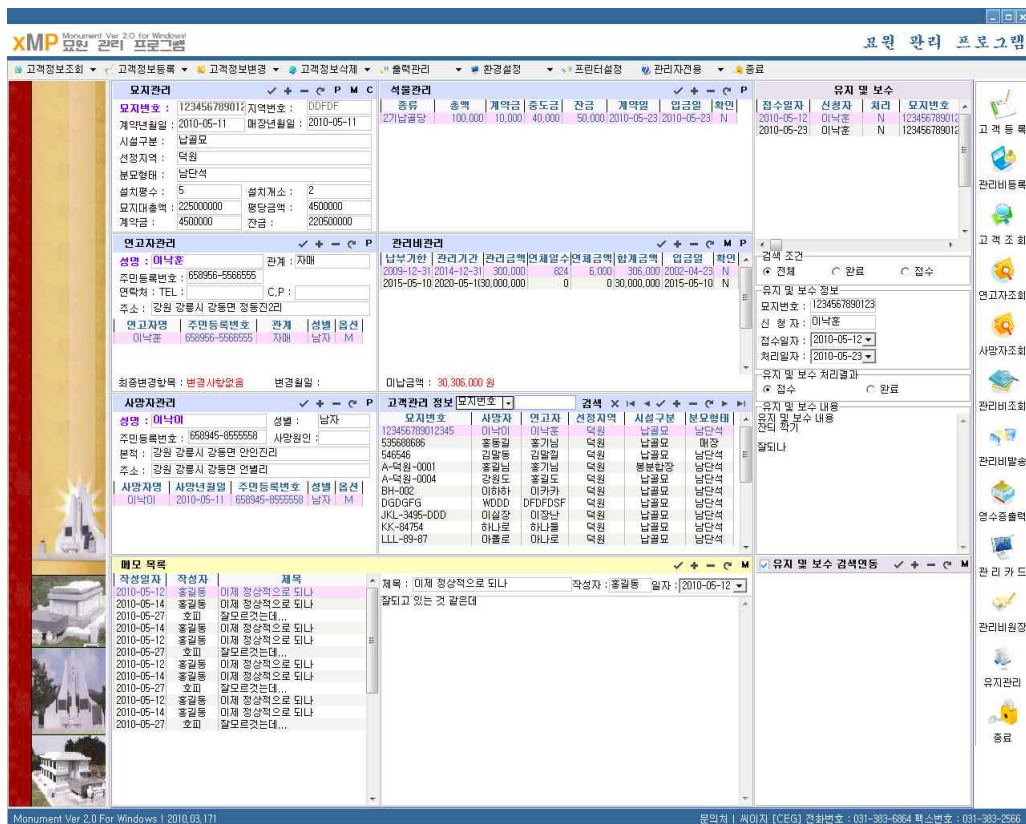 xMP Monument Ver 2.0 for Windows!
묘원 관리 프로그램
묘원 관리 프로그램
고객정보조회 고객정보등록 고객정보변경 고객정보삭제 출력관리 환경설정 프린터설정 관리자전용 종료
묘지관리 P M C
묘지번호 : 123456789012 지역번호 : DDFDF
계약년월일 : 2010-05-11 매장년월일 : 2010-05-11
시설구분 : 납골묘
선정지역 : 덕원
분묘형태 : 남단석
설치평수 : 5 설치개소 : 2
묘지대총액 : 225000000 평당금액 : 4500000
계약금 : 4500000 잔금 : 220500000
석물관리 P
종류 총액 계약금 중도금 잔금 계약일 입금일 확인
2기납골당 100,000 10,000 40,000 50,000 2010-05-23 2010-05-23 N
유지 및 보수
접수일자 신청자 처리 묘지번호
2010-05-12 이낙훈 N 123456789012
2010-05-23 이낙훈 N 123456789012
연고자관리 P
성명 : 이낙훈 관계 : 자매
주민등록번호 : 658956-5566555
연락처 : TEL : C,P :
주소 : 강원 강릉시 강동면 정동진2리
연고자명 주민등록번호 관계 성별 옵션
이낙훈 658956-5566555 자매 남자 M
최종변경항목 : 변경사항없음 변경월일 :
관리비관리 M P
납부기한 관리기간 관리금액 연체일수 연체금액 합계금액 입금일 확인
2009-12-31 2014-12-31 300,000 824 6,000 306,000 2002-04-23 N
2015-05-10 2020-05-11 30,000,000 0 0 30,000,000 2015-05-10 N
미납금액 : 30,306,000 원
검색 조건
전체 완료 접수
유지 및 보수 정보
묘지번호 : 1234567890123
신 청 자 : 이낙훈
접수일자 : 2010-05-12
처리일자 : 2010-05-23
유지 및 보수 처리결과
접수 완료
유지 및 보수 내용
유지 및 보수 내용
잔디 깍기
잘되나
사망자관리 P
성명 : 이낙이 성별 : 남자
주민등록번호 : 658945-8555558 사망원인 :
본적 : 강원 강릉시 강동면 안인진리
주소 : 강원 강릉시 강동면 언별리
사망자명 사망년월일 주민등록번호 성별 옵션
이낙이 2010-05-11 658945-8555558 남자 M
고객관리 정보 묘지번호 검색
묘지번호 사망자 연고자 선정지역 시설구분 분묘형태
123456789012345 이낙이 이낙훈 덕원 납골묘 남단석
535688686 홍동길 홍기님 덕원 납골묘 매장
546546 김말동 김말낄 덕원 납골묘 남단석
A-덕원-0001 홍길님 홍기님 덕원 봉분합장 남단석
A-덕원-0004 강원도 홍길도 덕원 납골묘 남단석
BH-002 이하하 이카카 덕원 납골묘 남단석
DGDGFG WDDD DFDFDSF 덕원 납골묘 남단석
JKL-3495-DDD 이실장 이장난 덕원 납골묘 남단석
KK-84754 하나로 하나둘 덕원 납골묘 남단석
LLL-89-87 아폴로 아나로 덕원 납골묘 남단석
메모 목록
작성일자 작성자 제목
2010-05-12 홍길동 이제 정상적으로 되나
2010-05-14 홍길동 이제 정상적으로 되나
2010-05-27 호피 잘모르것는데...
2010-05-14 홍길동 이제 정상적으로 되나
2010-05-12 홍길동 이제 정상적으로 되나
2010-05-27 호피 잘모르것는데...
2010-05-12 홍길동 이제 정상적으로 되나
2010-05-14 홍길동 이제 정상적으로 되나
2010-05-27 호피 잘모르것는데...
2010-05-12 홍길동 이제 정상적으로 되나
2010-05-14 홍길동 이제 정상적으로 되나
2010-05-27 호피 잘모르것는데...
M
제목 : 이제 정상적으로 되나 작성자 : 홍길동 일자 : 2010-05-12
잘되고 있는 것 같은데
유지 및 보수 검색연동 M
고객등록
관리비등록
고객조회
연고자조회
사망자조회
관리비조회
관리비발송
영수증출력
관리카드
관리비원장
유지관리
종료
Monument Ver 2,0 For Windows ! 2010,03,171
문의처 | 씨이지 [CEG] 전화번호 : 031-383-6864 팩스번호 : 031-383-2566